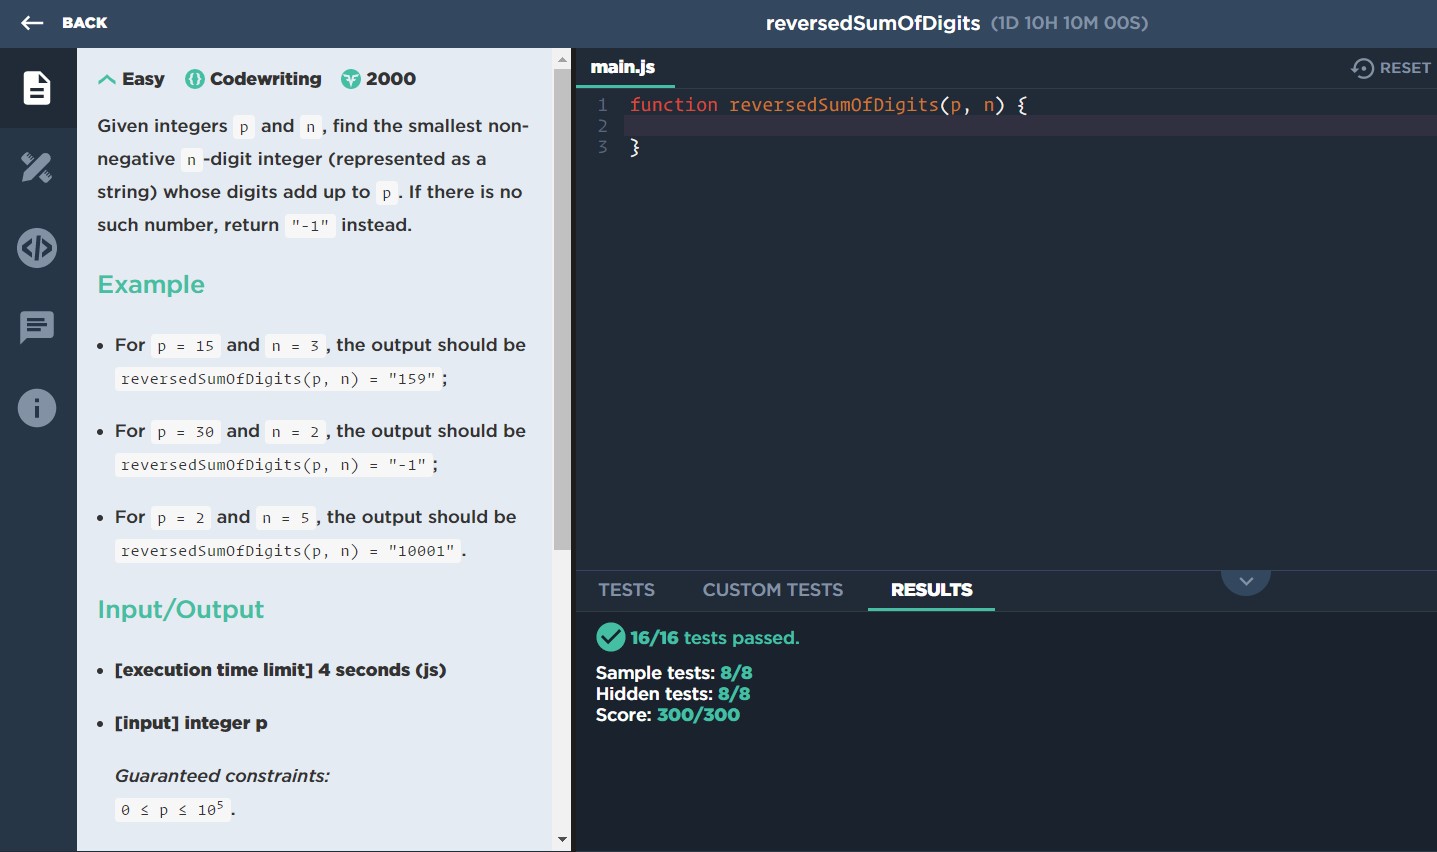 BACK
reversedSumOfDigits (1D 10H 10M 00S)
Easy Codewriting 2000
Given integers p and n, find the smallest non-
negative n-digit integer (represented as a
string) whose digits add up to p. If there is no
such number, return "-1" instead.
Example
• For p = 15 and n = 3, the output should be
reversedSumOfDigits(p, n) = "159";
• For p = 30 and n = 2, the output should be
reversedSumOfDigits(p, n) = "-1";
• For p = 2 and n = 5, the output should be
reversedSumOfDigits(p, n) = "10001".
Input/Output
• [execution time limit] 4 seconds (js)
• [input] integer p
Guaranteed constraints:
0 ≤ p ≤ 10⁵.
main.js
RESET
1 function reversedSumOfDigits(p, n) {
2
3 }
TESTS CUSTOM TESTS RESULTS
16/16 tests passed.
Sample tests: 8/8
Hidden tests: 8/8
Score: 300/300